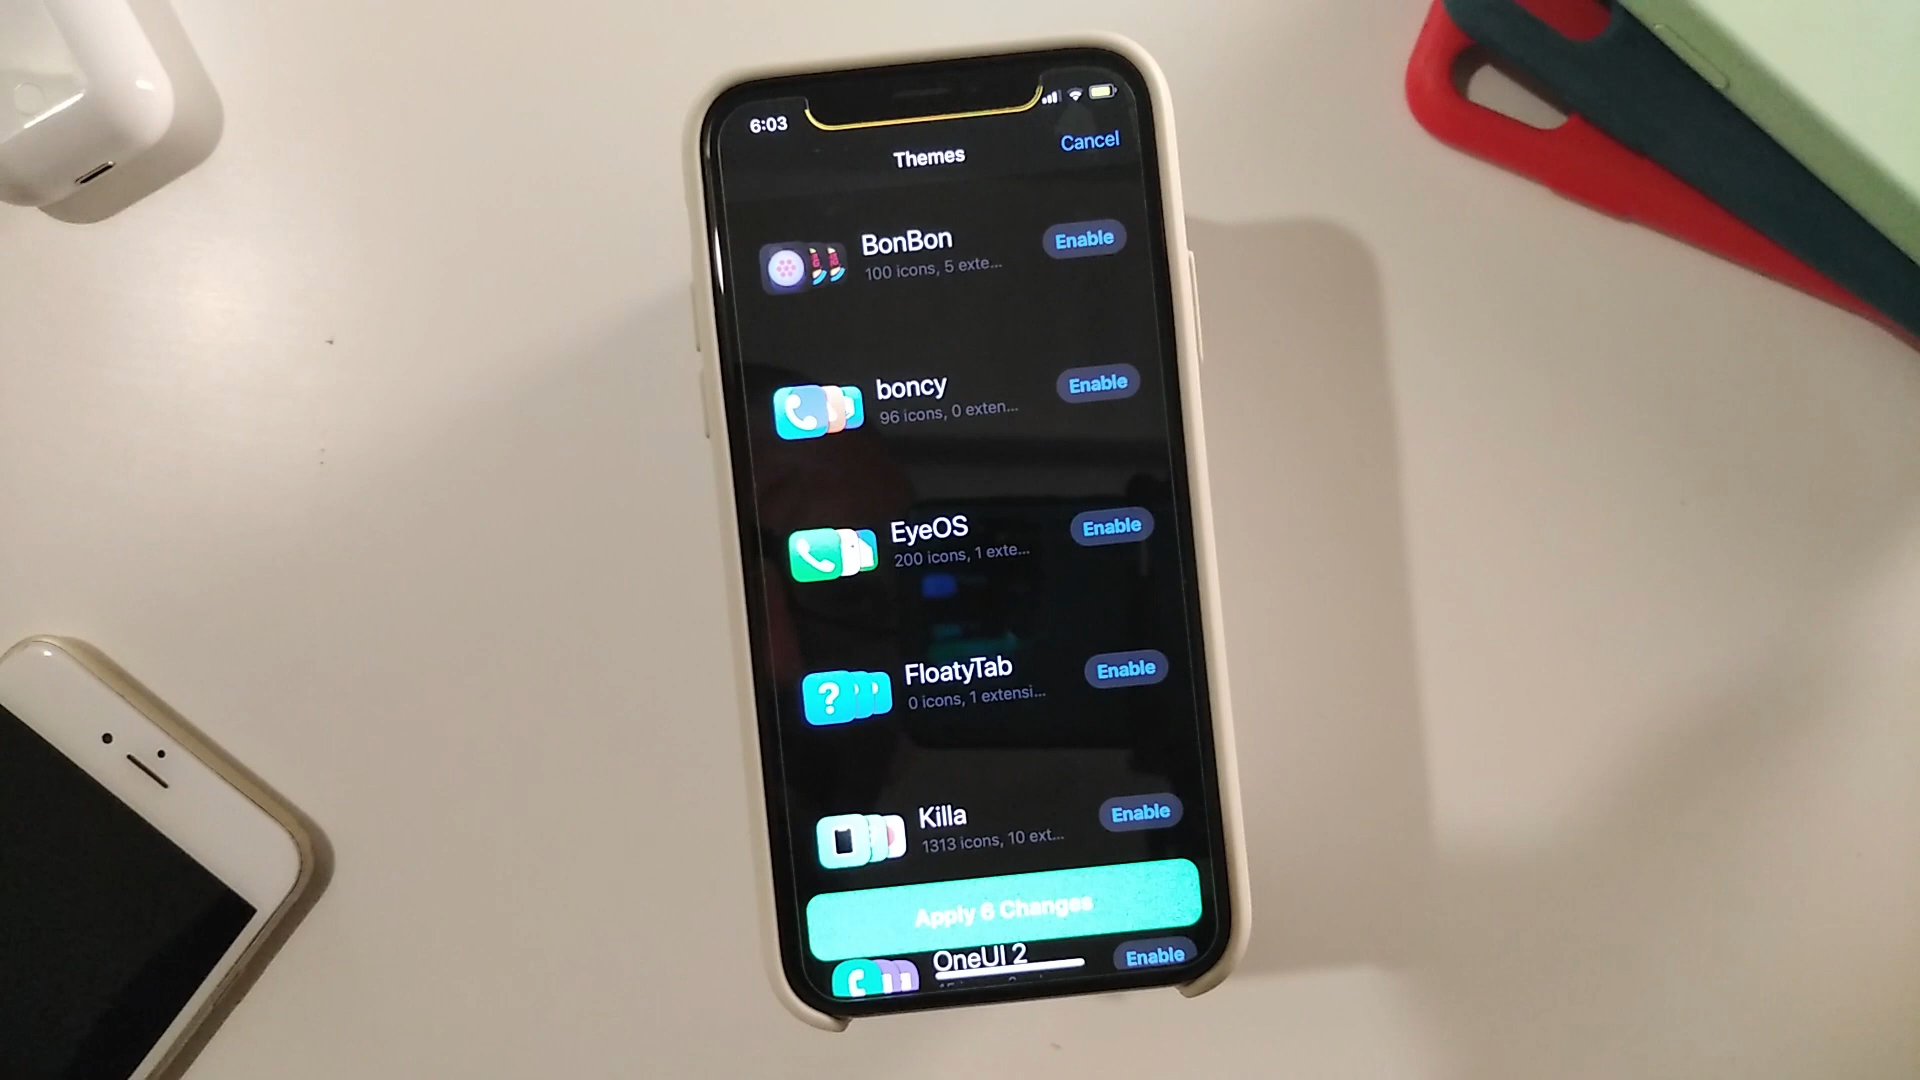 6:03
Themes
Cancel
BonBon
100 icons, 5 exte...
Enable
boncy
96 icons, 0 exten...
Enable
EyeOS
200 icons, 1 exte...
Enable
FloatyTab
0 icons, 1 extensi...
Enable
Killa
1313 icons, 10 ext...
Enable
Apply 6 Changes
OneUI 2
Enable